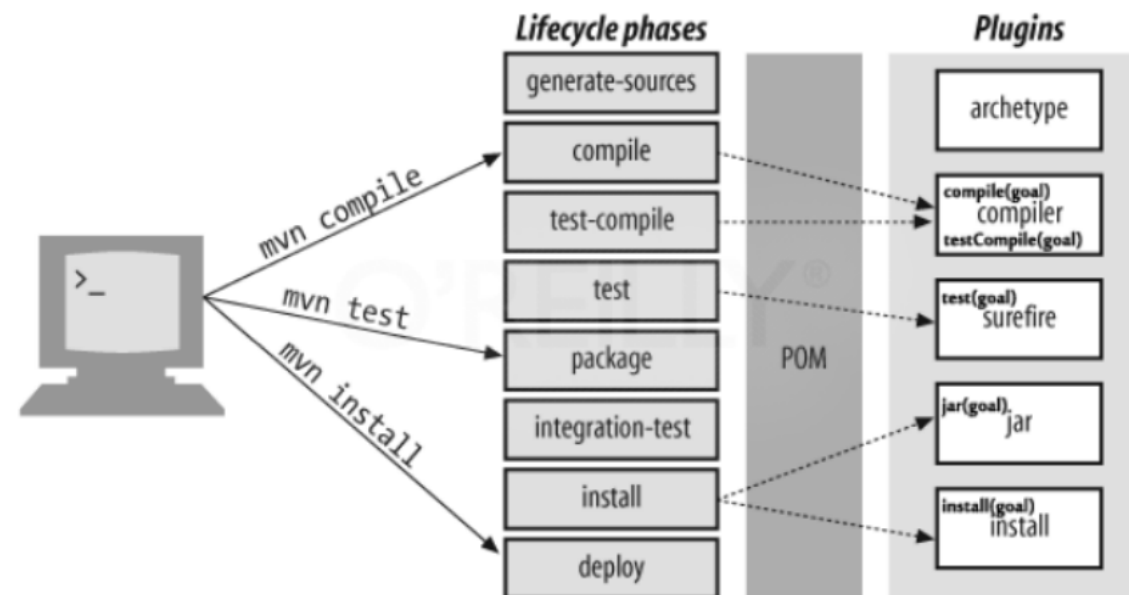 Lifecycle phases
Plugins
generate-sources
compile
test-compile
test
package
integration-test
install
deploy
mvn compile
mvn test
mvn install
>_
O'REILLY®
POM
archetype
compile(goal)
compiler
testCompile(goal)
test(goal)
surefire
jar(goal)
jar
install(goal)
install